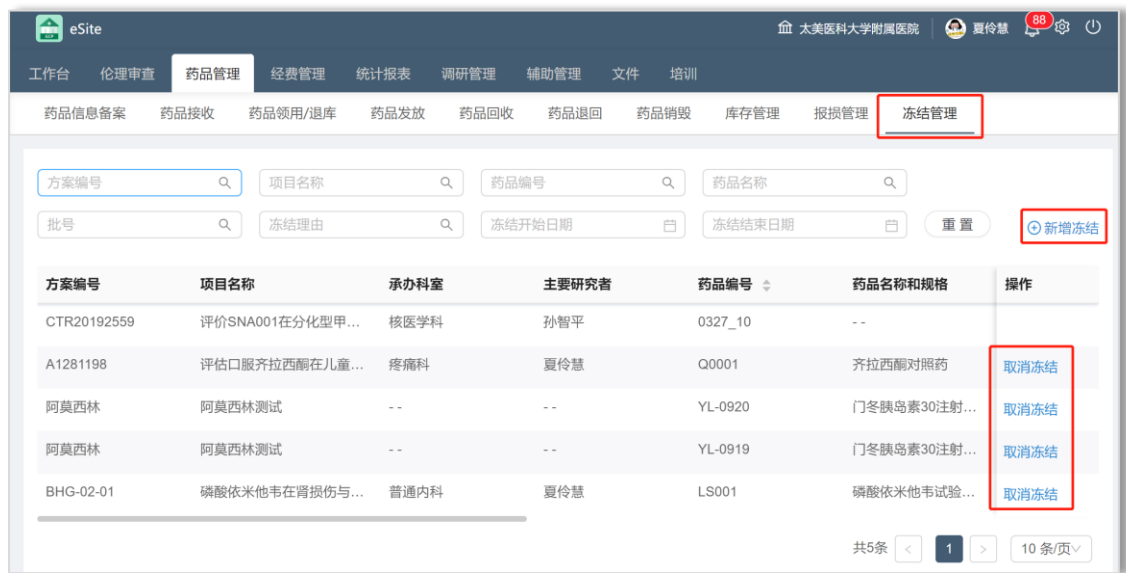 eSite 太美医科大学附属医院 夏伶慧 88
工作台 伦理审查 药品管理 经费管理 统计报表 调研管理 辅助管理 文件 培训
药品信息备案 药品接收 药品领用/退库 药品发放 药品回收 药品退回 药品销毁 库存管理 报损管理 冻结管理
方案编号 项目名称 药品编号 药品名称
批号 冻结理由 冻结开始日期 冻结结束日期 重 置 新增冻结
方案编号 项目名称 承办科室 主要研究者 药品编号 药品名称和规格 操作
CTR20192559 评价SNA001在分化型甲... 核医学科 孙智平 0327_10 - -
A1281198 评估口服齐拉西酮在儿童... 疼痛科 夏伶慧 Q0001 齐拉西酮对照药 取消冻结
阿莫西林 阿莫西林测试 - - - - YL-0920 门冬胰岛素30注射... 取消冻结
阿莫西林 阿莫西林测试 - - - - YL-0919 门冬胰岛素30注射... 取消冻结
BHG-02-01 磷酸依米他韦在肾损伤与... 普通内科 夏伶慧 LS001 磷酸依米他韦试验... 取消冻结
共5条 < 1 > 10 条/页